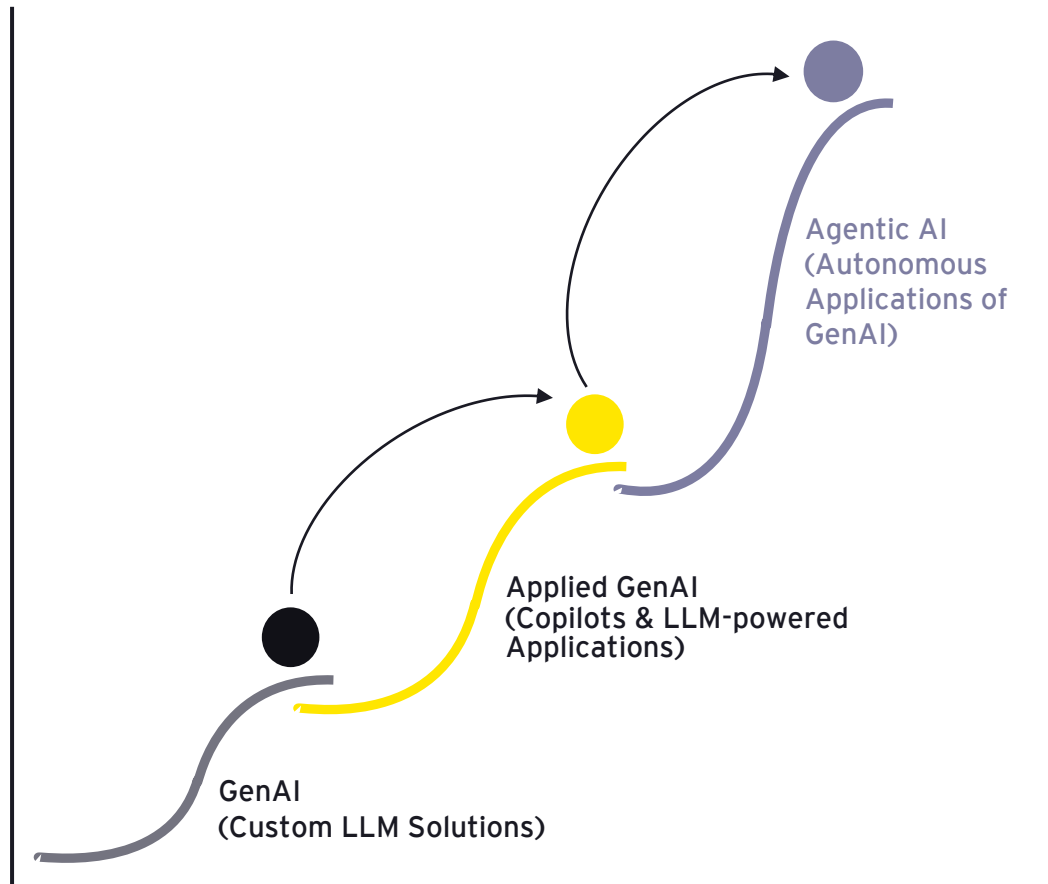 Agentic AI
(Autonomous
Applications of
GenAI)
Applied GenAI
(Copilots & LLM-powered
Applications)
GenAI
(Custom LLM Solutions)